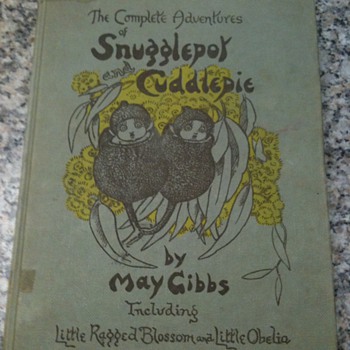 The Complete Adventures
of
Snugglepot
and Cuddlepie
by
May Gibbs
Including
Little Ragged Blossom and Little Obelia